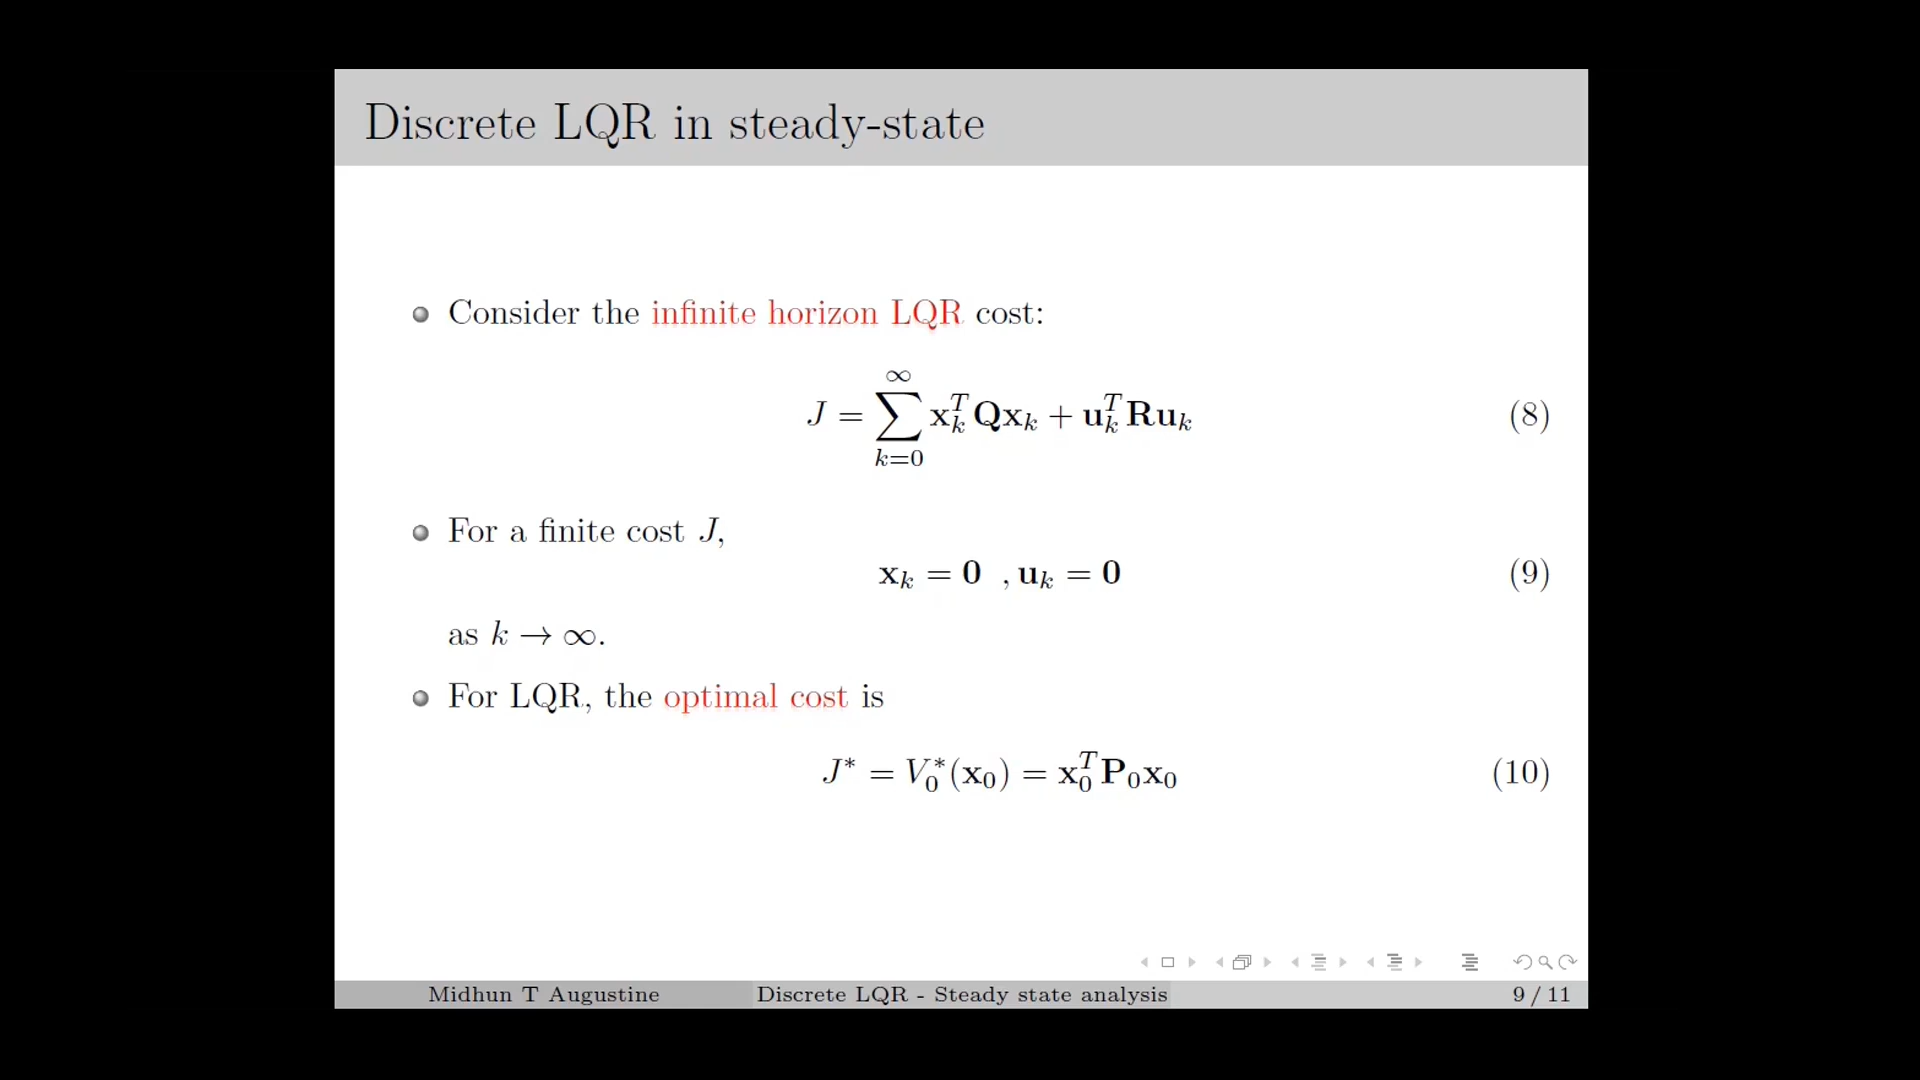 Discrete LQR in steady-state
Consider the infinite horizon LQR cost:
J = ∑_{k=0}^{∞} x_k^T Q x_k + u_k^T R u_k (8)
For a finite cost J,
x_k = 0 , u_k = 0 (9)
as k → ∞.
For LQR, the optimal cost is
J* = V_0^*(x_0) = x_0^T P_0 x_0 (10)
Midhun T Augustine Discrete LQR - Steady state analysis 9 / 11